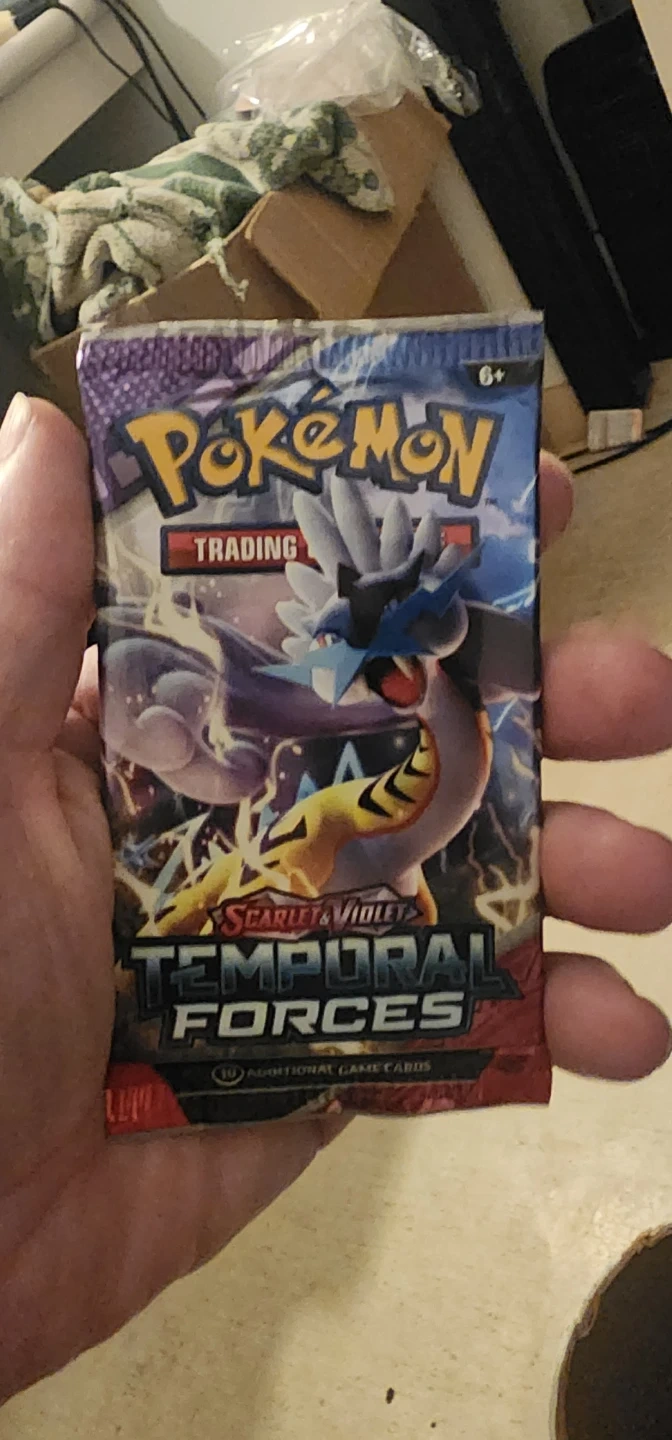 6+
POKéMON
TRADING
SCARLET & VIOLET
TEMPORAL
FORCES
10 ADDITIONAL GAME CARDS